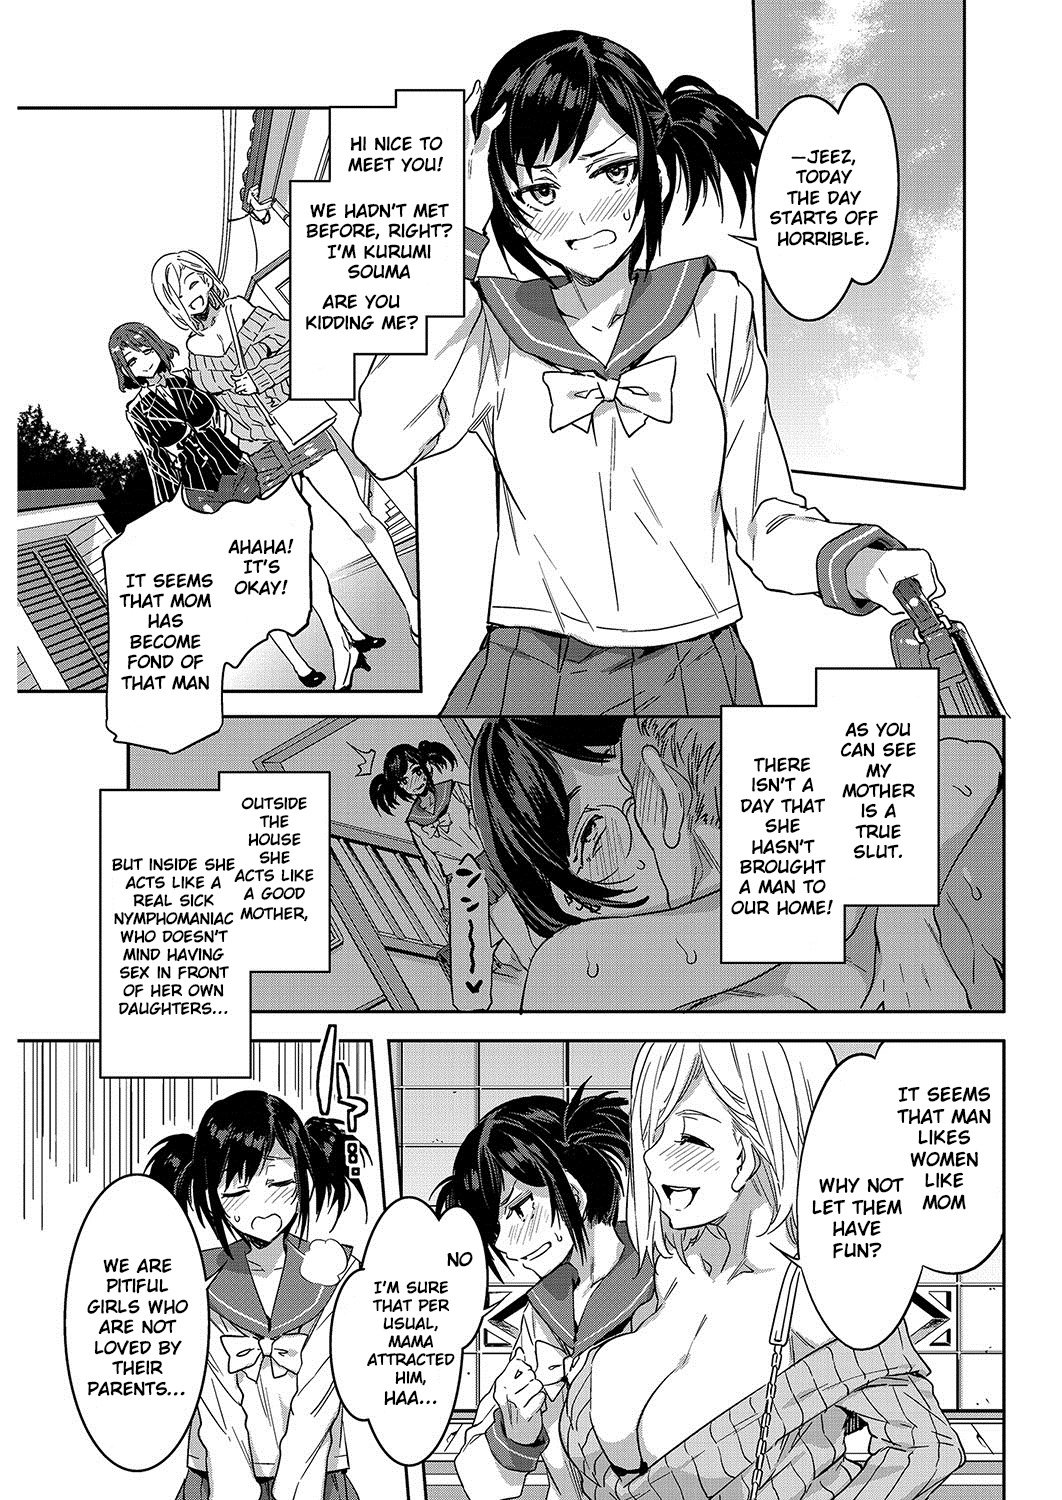 —JEEZ,
TODAY
THE DAY
STARTS OFF
HORRIBLE.
HI NICE TO
MEET YOU!
WE HADN'T MET
BEFORE, RIGHT?
I'M KURUMI
SOUMA
ARE YOU
KIDDING ME?
AHAHA!
IT'S
OKAY!
IT SEEMS
THAT MOM
HAS
BECOME
FOND OF
THAT MAN
AS YOU
CAN SEE
MY
MOTHER
IS A
TRUE
SLUT.
THERE
ISN'T A
DAY THAT
SHE
HASN'T
BROUGHT
A MAN TO
OUR HOME!
OUTSIDE
THE
HOUSE
SHE
ACTS LIKE
A GOOD
MOTHER,
BUT INSIDE SHE
ACTS LIKE A
REAL SICK
NYMPHOMANIAC
WHO DOESN'T
MIND HAVING
SEX IN FRONT
OF HER OWN
DAUGHTERS...
IT SEEMS
THAT MAN
LIKES
WOMEN
LIKE
MOM
WHY NOT
LET THEM
HAVE
FUN?
NO
I'M SURE
THAT PER
USUAL,
MAMA
ATTRACTED
HIM,
HAA...
WE ARE
PITIFUL
GIRLS WHO
ARE NOT
LOVED BY
THEIR
PARENTS...